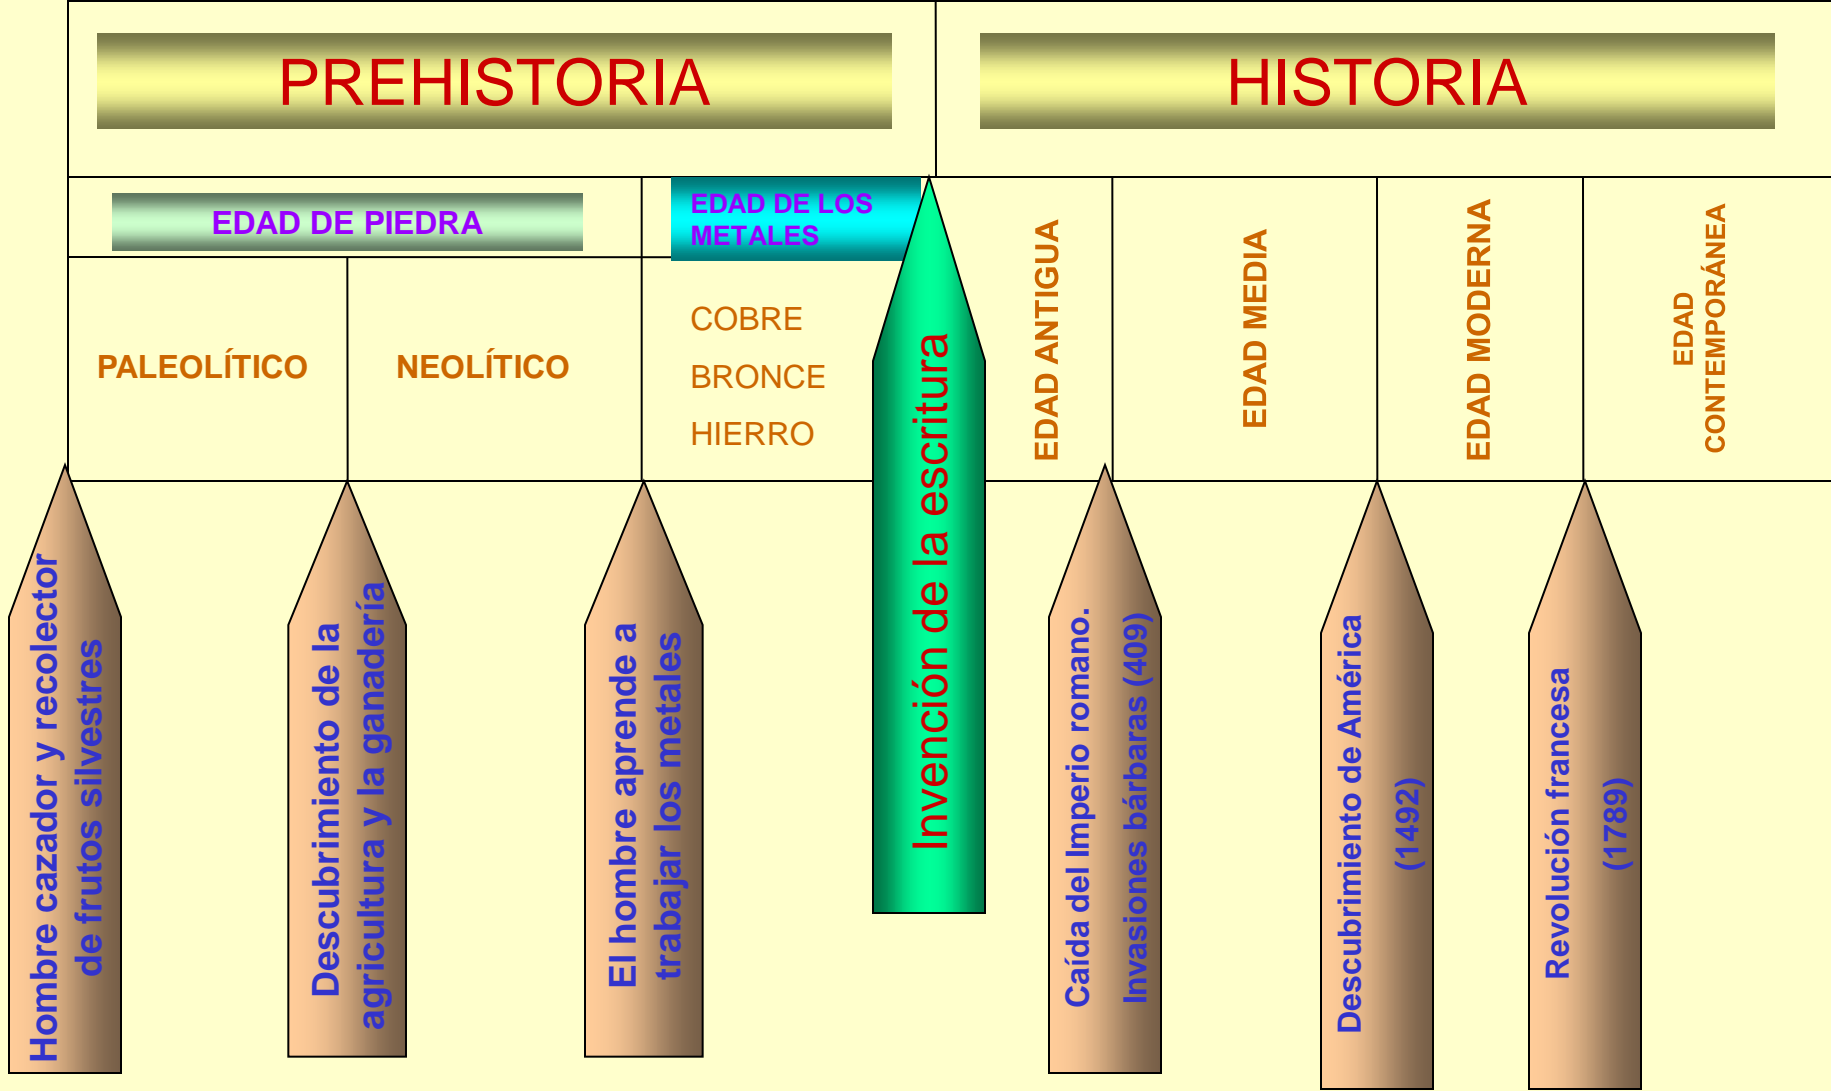 PREHISTORIA
HISTORIA
EDAD DE PIEDRA
EDAD DE LOS
METALES
PALEOLÍTICO
NEOLÍTICO
COBRE
BRONCE
HIERRO
EDAD ANTIGUA
EDAD MEDIA
EDAD MODERNA
EDAD
CONTEMPORÁNEA
Hombre cazador y recolector
de frutos silvestres
Descubrimiento de la
agricultura y la ganadería
El hombre aprende a
trabajar los metales
Invención de la escritura
Caída del Imperio romano.
Invasiones bárbaras (409)
Descubrimiento de América
(1492)
Revolución francesa
(1789)